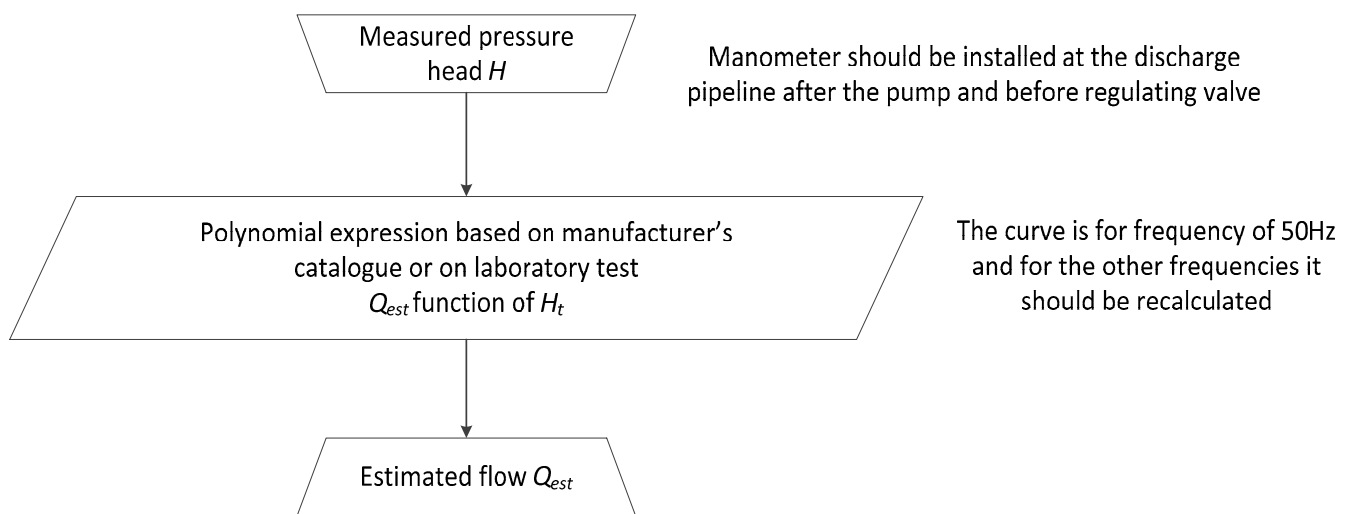 Measured pressure
head H
Manometer should be installed at the discharge
pipeline after the pump and before regulating valve
Polynomial expression based on manufacturer’s
catalogue or on laboratory test
Qest function of Ht
The curve is for frequency of 50Hz
and for the other frequencies it
should be recalculated
Estimated flow Qest